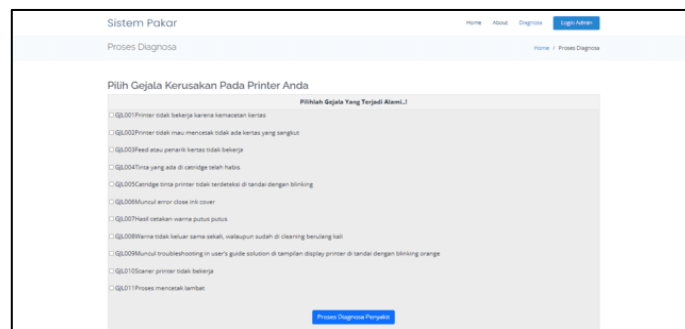 Sistem Pakar
Home About Diagnosa Login Admin
Proses Diagnosa
Home / Proses Diagnosa
Pilih Gejala Kerusakan Pada Printer Anda
Pilihlah Gejala Yang Terjadi Alami..!
GJL001Printer tidak bekerja karena kemacetan kertas
GJL002Printer tidak mau mencetak tidak ada kertas yang sangkut
GJL003Feed atau penarik kertas tidak bekerja
GJL004Tinta yang ada di catridge telah habis
GJL005Catridge tinta printer tidak terdeteksi di tandai dengan blinking
GJL006Muncul error close ink cover
GJL007Hasil cetakan warna putus putus
GJL008Warna tidak keluar sama sekali, walaupun sudah di cleaning berulang kali
GJL009Muncul troubleshooting in user's guide solution di tampilan display printer di tandai dengan blinking orange
GJL010Scaner printer tidak bekerja
GJL011Proses mencetak lambat
Proses Diagnosa Penyakit